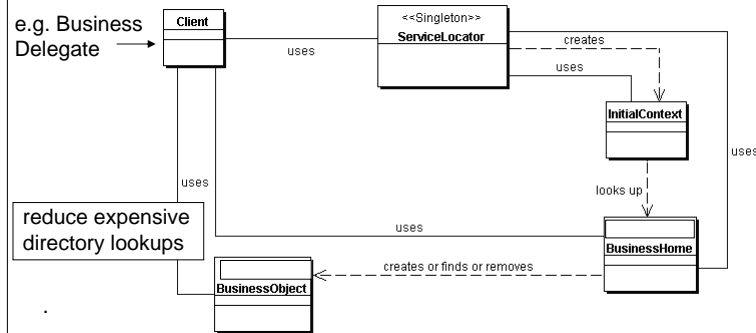 e.g. Business
Delegate
Client
uses
<<Singleton>>
ServiceLocator
creates
uses
InitialContext
uses
looks up
uses
reduce expensive
directory lookups
uses
BusinessHome
creates or finds or removes
BusinessObject
.